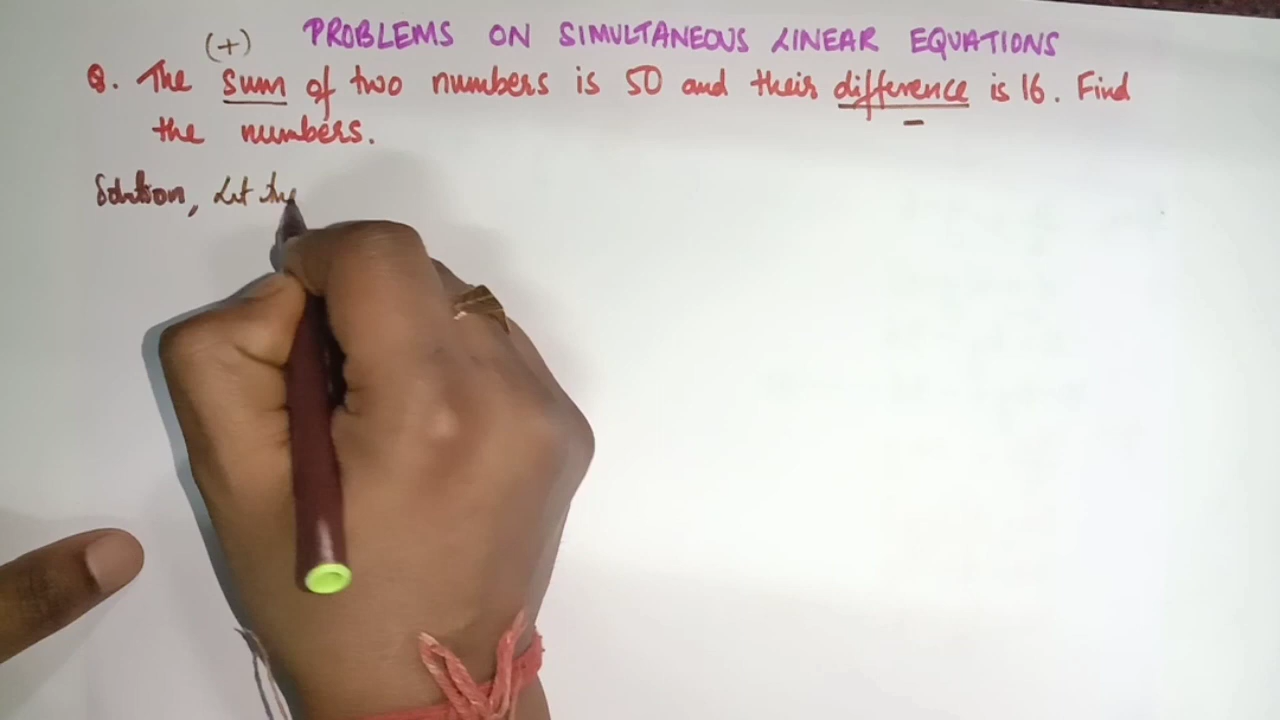 PROBLEMS ON SIMULTANEOUS LINEAR EQUATIONS
(+)
Q. The sum of two numbers is 50 and their difference is 16. Find
the numbers.
Solution, Let the